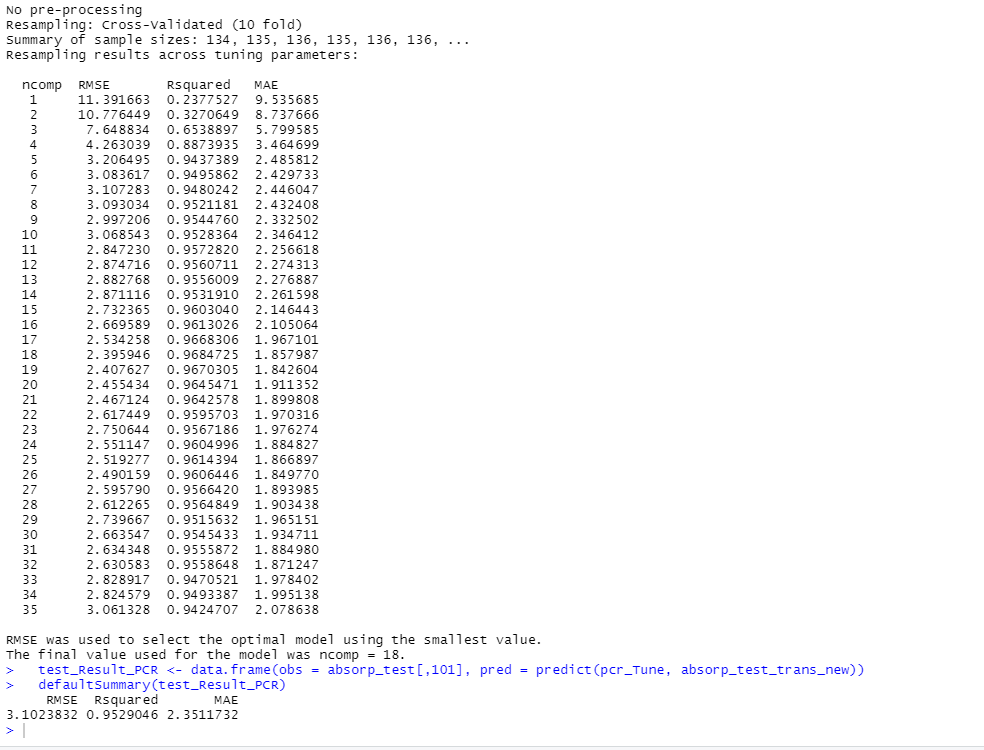 No pre-processing
Resampling: Cross-Validated (10 fold)
Summary of sample sizes: 134, 135, 136, 135, 136, 136, ...
Resampling results across tuning parameters:

  ncomp  RMSE       Rsquared   MAE
   1     11.391663  0.2377527  9.535685
   2     10.776449  0.3270649  8.737666
   3      7.648834  0.6538897  5.799585
   4      4.263039  0.8873935  3.464699
   5      3.206495  0.9437389  2.485812
   6      3.083617  0.9495862  2.429733
   7      3.107283  0.9480242  2.446047
   8      3.093034  0.9521181  2.432408
   9      2.997206  0.9544760  2.332502
  10      3.068543  0.9528364  2.346412
  11      2.847230  0.9572820  2.256618
  12      2.874716  0.9560711  2.274313
  13      2.882768  0.9556009  2.276887
  14      2.871116  0.9531910  2.261598
  15      2.732365  0.9603040  2.146443
  16      2.669589  0.9613026  2.105064
  17      2.534258  0.9668306  1.967101
  18      2.395946  0.9684725  1.857987
  19      2.407627  0.9670305  1.842604
  20      2.455434  0.9645471  1.911352
  21      2.467124  0.9642578  1.899808
  22      2.617449  0.9595703  1.970316
  23      2.750644  0.9567186  1.976274
  24      2.551147  0.9604996  1.884827
  25      2.519277  0.9614394  1.866897
  26      2.490159  0.9606446  1.849770
  27      2.595790  0.9566420  1.893985
  28      2.612265  0.9564849  1.903438
  29      2.739667  0.9515632  1.965151
  30      2.663547  0.9545433  1.934711
  31      2.634348  0.9555872  1.884980
  32      2.630583  0.9558648  1.871247
  33      2.828917  0.9470521  1.978402
  34      2.824579  0.9493387  1.995138
  35      3.061328  0.9424707  2.078638

RMSE was used to select the optimal model using the smallest value.
The final value used for the model was ncomp = 18.
>   test_Result_PCR <- data.frame(obs = absorp_test[,101], pred = predict(pcr_Tune, absorp_test_trans_new))
>   defaultSummary(test_Result_PCR)
     RMSE  Rsquared       MAE
3.1023832 0.9529046 2.3511732
>